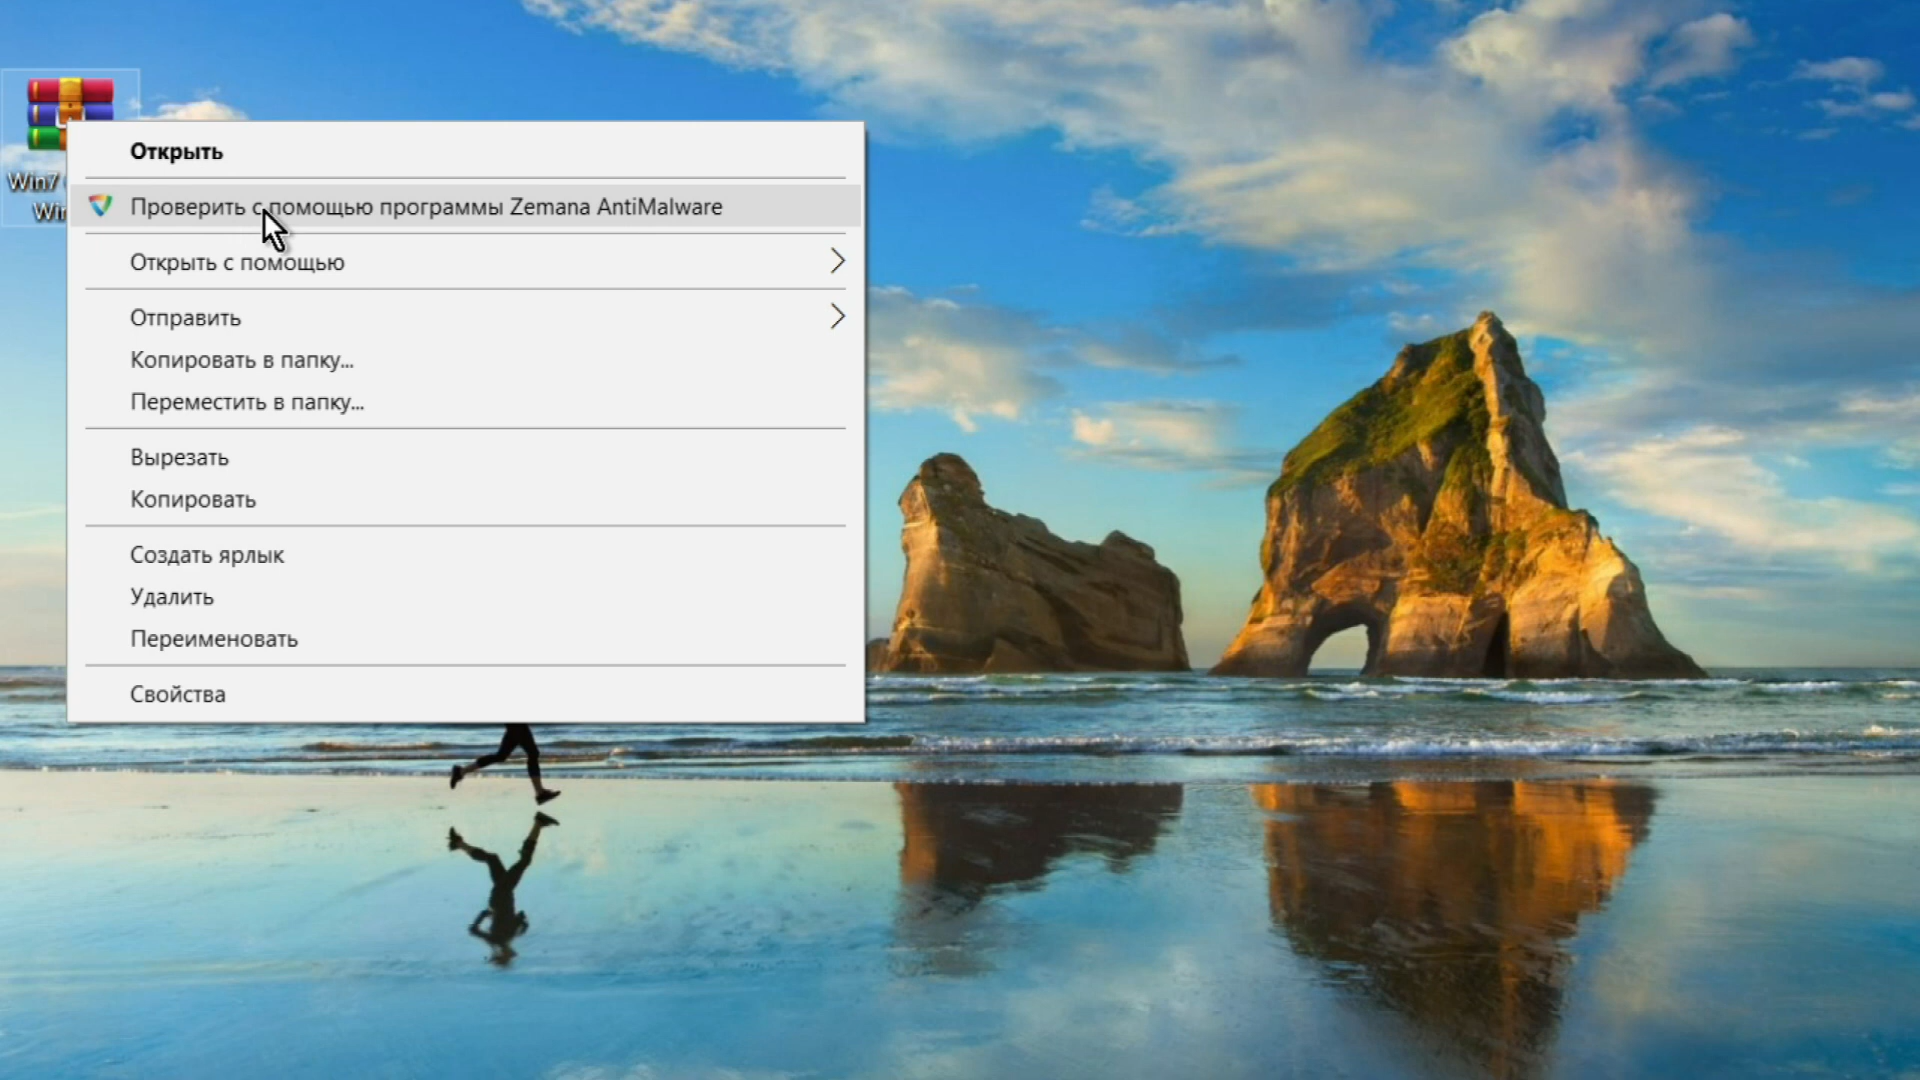 Win7
Открыть
Проверить с помощью программы Zemana AntiMalware
Открыть с помощью
Отправить
Копировать в папку...
Переместить в папку...
Вырезать
Копировать
Создать ярлык
Удалить
Переименовать
Свойства